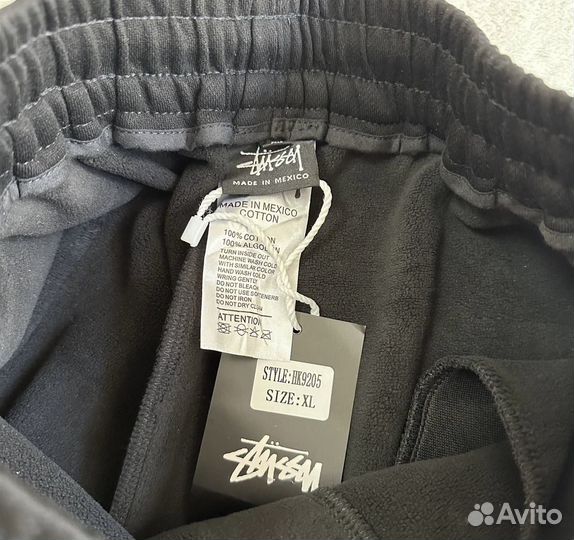 STÜSSY
MADE IN MEXICO
MADE IN MEXICO
COTTON
100% COTTON
100% ALGODON
TURN INSIDE OUT
MACHINE WASH COLD
WITH SIMILAR COLOR
HAND WASH COLD
WRING GENTLY
DO NOT BLEACH
DO NOT USE SOFTENERS
DO NOT IRON
DO NOT DRY CLEAN
ATTENTION
STYLE:HK9205
SIZE:XL
STÜSSY
Avito